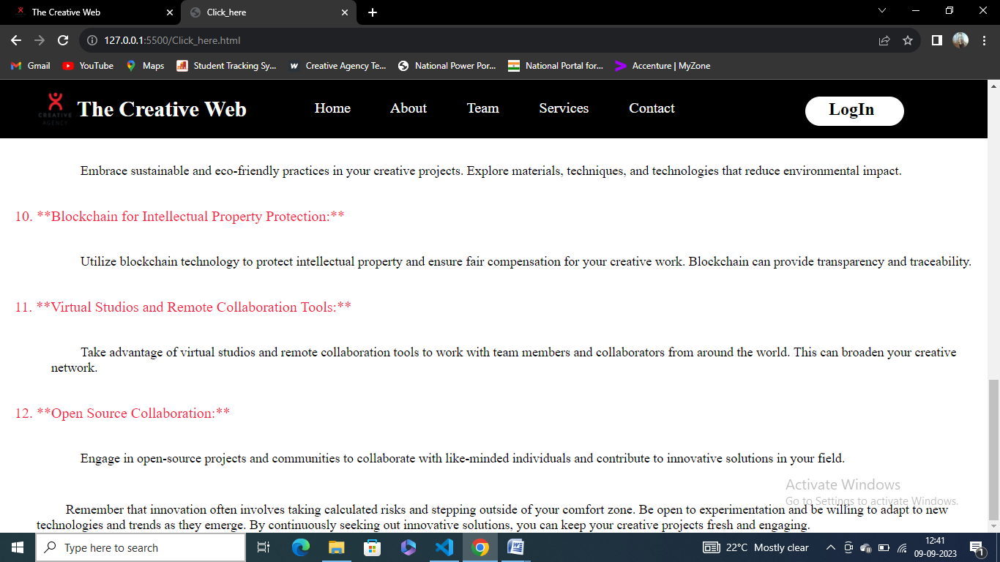 The Creative Web
Click_here
127.0.0.1:5500/Click_here.html
Gmail
YouTube
Maps
Student Tracking Sy...
Creative Agency Te...
National Power Por...
National Portal for...
Accenture | MyZone
CREATIVE
AGENCY
The Creative Web
Home
About
Team
Services
Contact
LogIn
Embrace sustainable and eco-friendly practices in your creative projects. Explore materials, techniques, and technologies that reduce environmental impact.
10. **Blockchain for Intellectual Property Protection:**
Utilize blockchain technology to protect intellectual property and ensure fair compensation for your creative work. Blockchain can provide transparency and traceability.
11. **Virtual Studios and Remote Collaboration Tools:**
Take advantage of virtual studios and remote collaboration tools to work with team members and collaborators from around the world. This can broaden your creative
network.
12. **Open Source Collaboration:**
Engage in open-source projects and communities to collaborate with like-minded individuals and contribute to innovative solutions in your field.
Activate Windows
Go to Settings to activate Windows.
Remember that innovation often involves taking calculated risks and stepping outside of your comfort zone. Be open to experimentation and be willing to adapt to new
technologies and trends as they emerge. By continuously seeking out innovative solutions, you can keep your creative projects fresh and engaging.
Type here to search
22°C Mostly clear
12:41
09-09-2023
1